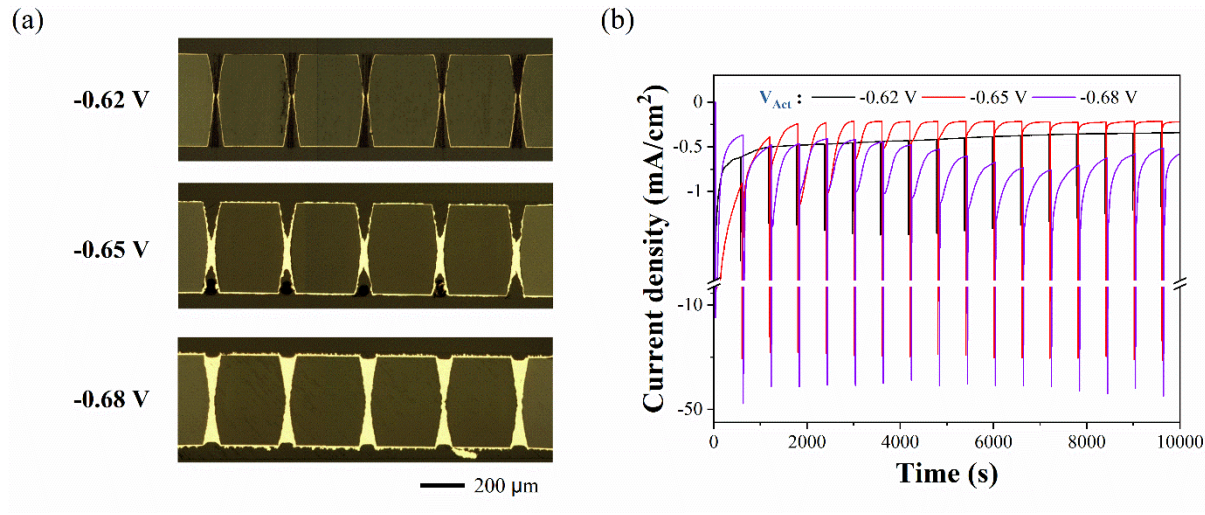 (a)
-0.62 V
-0.65 V
-0.68 V
200 μm
(b)
V_Act : -0.62 V -0.65 V -0.68 V
0
-0.5
-1
-10
-50
Current density (mA/cm²)
0 2000 4000 6000 8000 10000
Time (s)